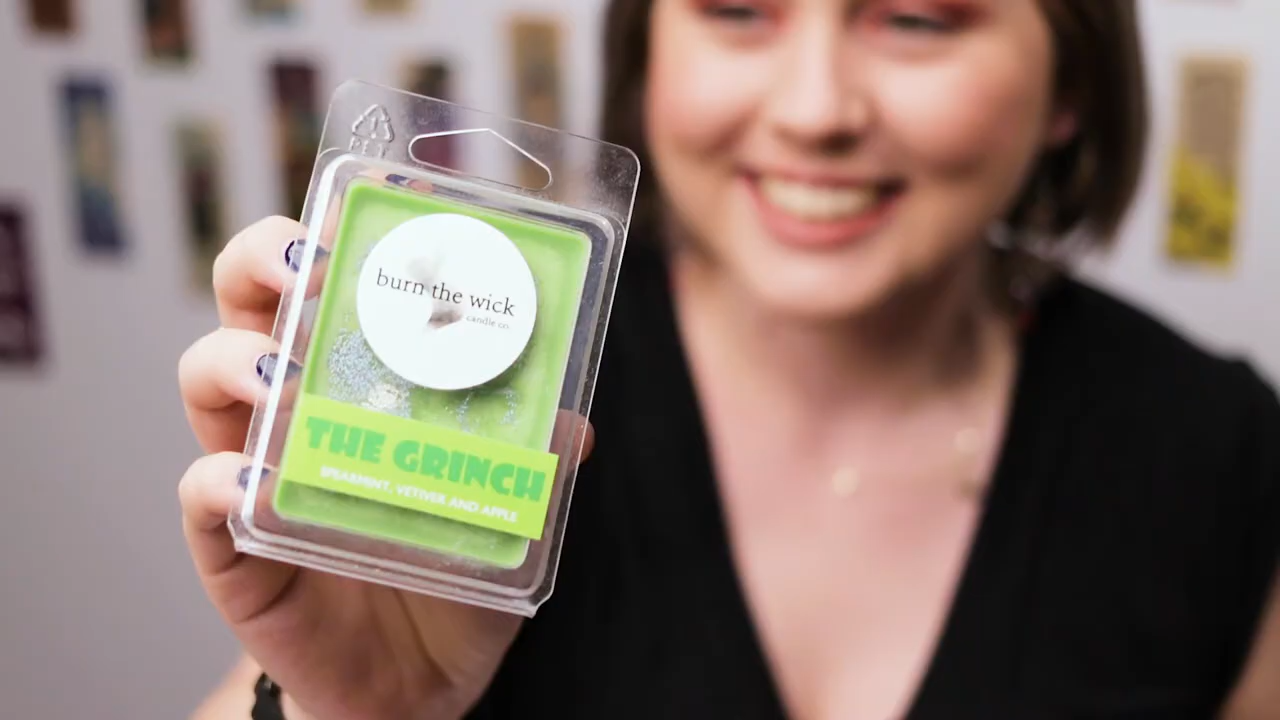 PET
burn the wick
candle co.
THE GRINCH
SPEARMINT, VETIVER AND APPLE